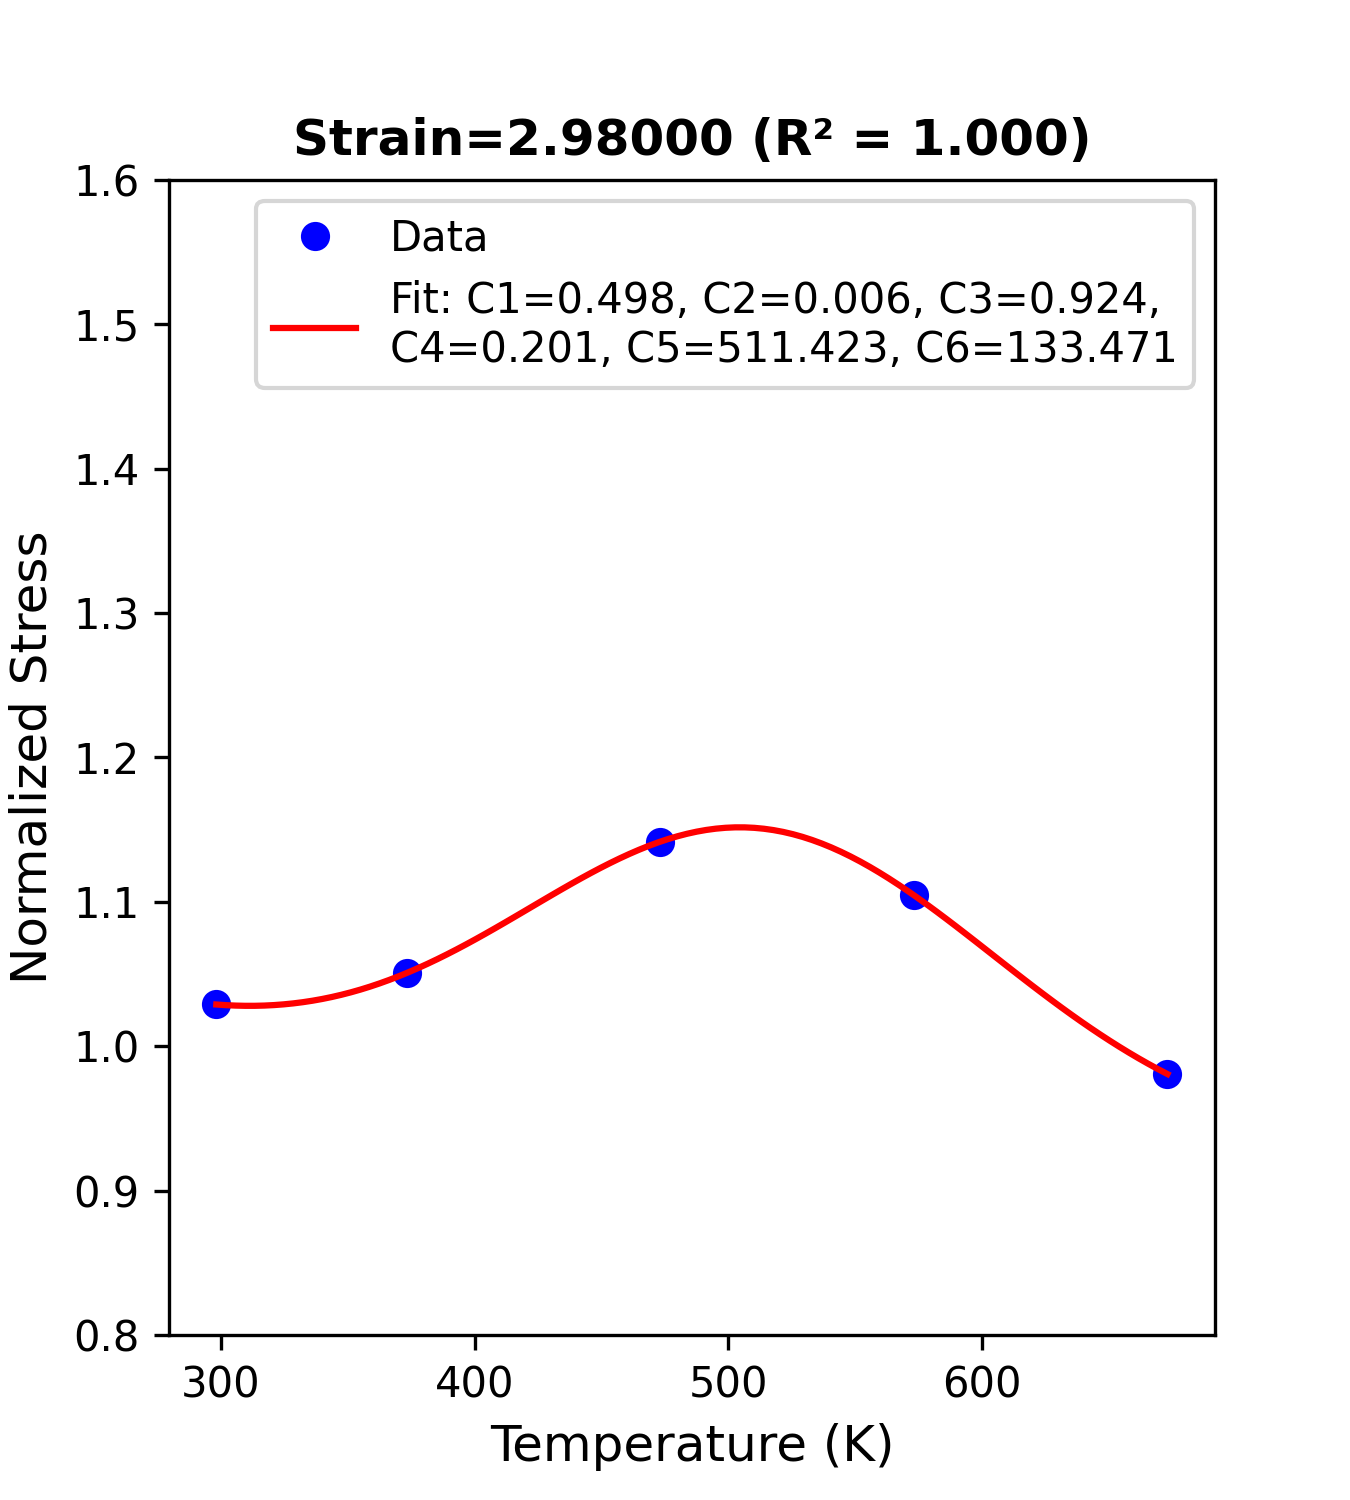 Strain=2.98000 (R² = 1.000)
Data
Fit: C1=0.498, C2=0.006, C3=0.924,
C4=0.201, C5=511.423, C6=133.471
1.6
1.5
1.4
1.3
1.2
1.1
1.0
0.9
0.8
Normalized Stress
300 400 500 600
Temperature (K)